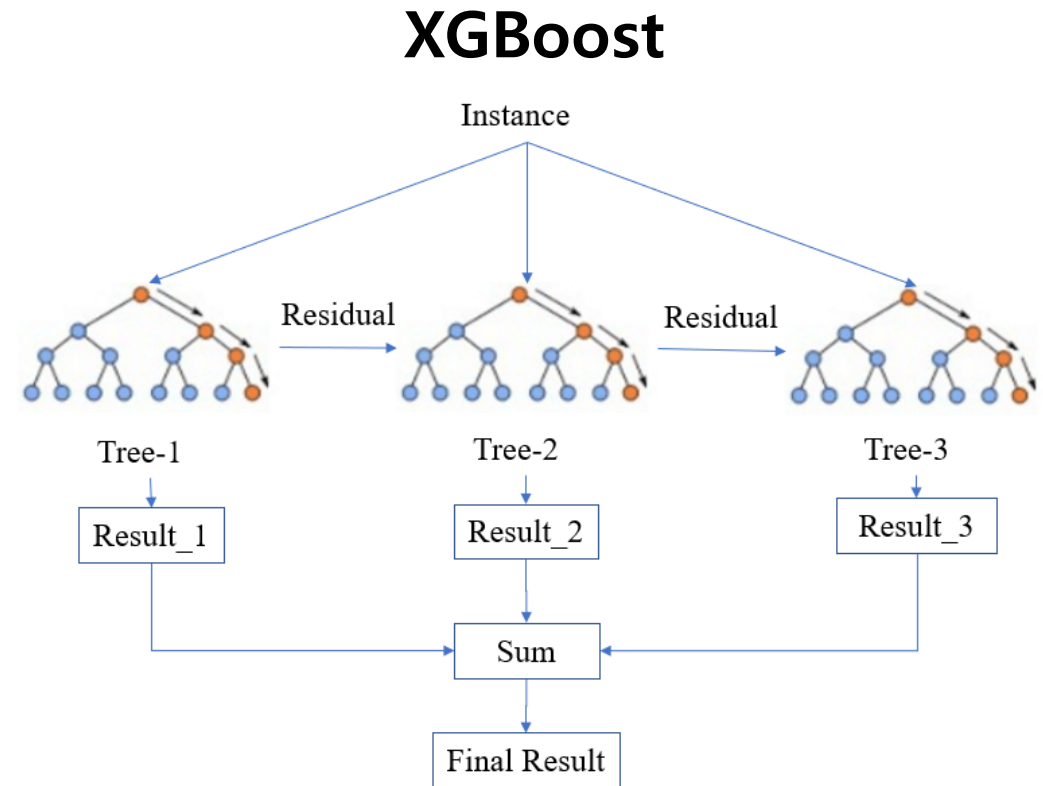 XGBoost
Instance
Residual
Residual
Tree-1
Tree-2
Tree-3
Result_1
Result_2
Result_3
Sum
Final Result